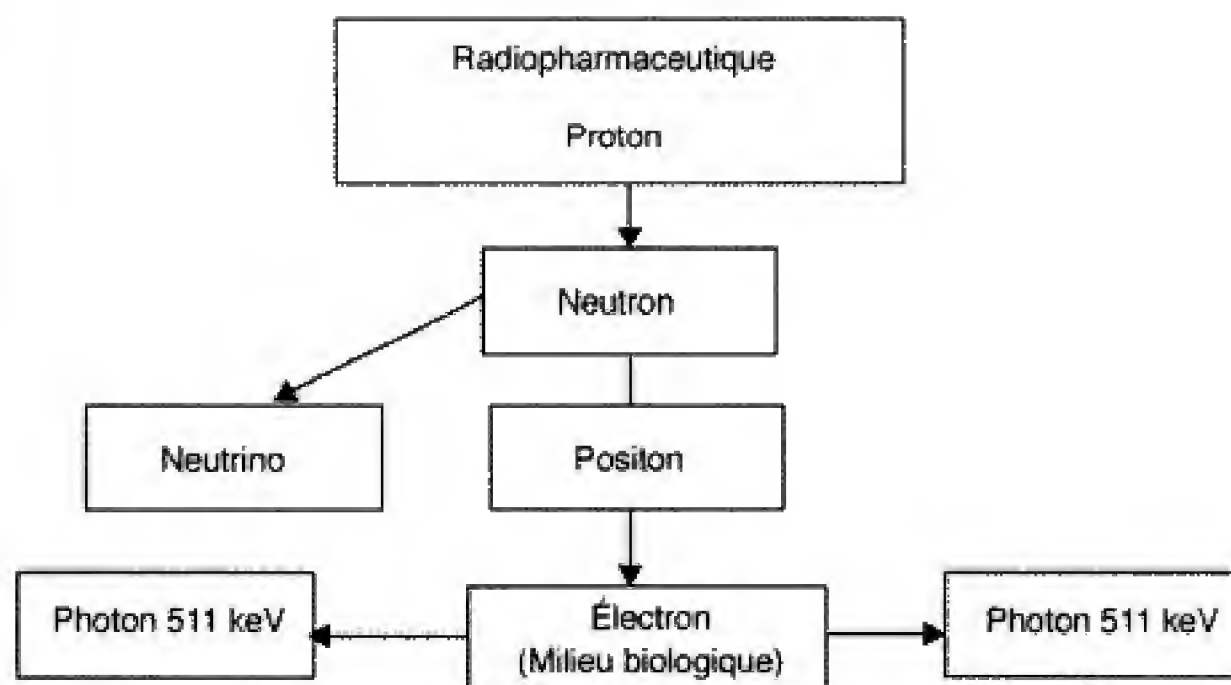 Radiopharmaceutique
Proton
Neutron
Neutrino
Positon
Photon 511 keV
Électron
(Milieu biologique)
Photon 511 keV